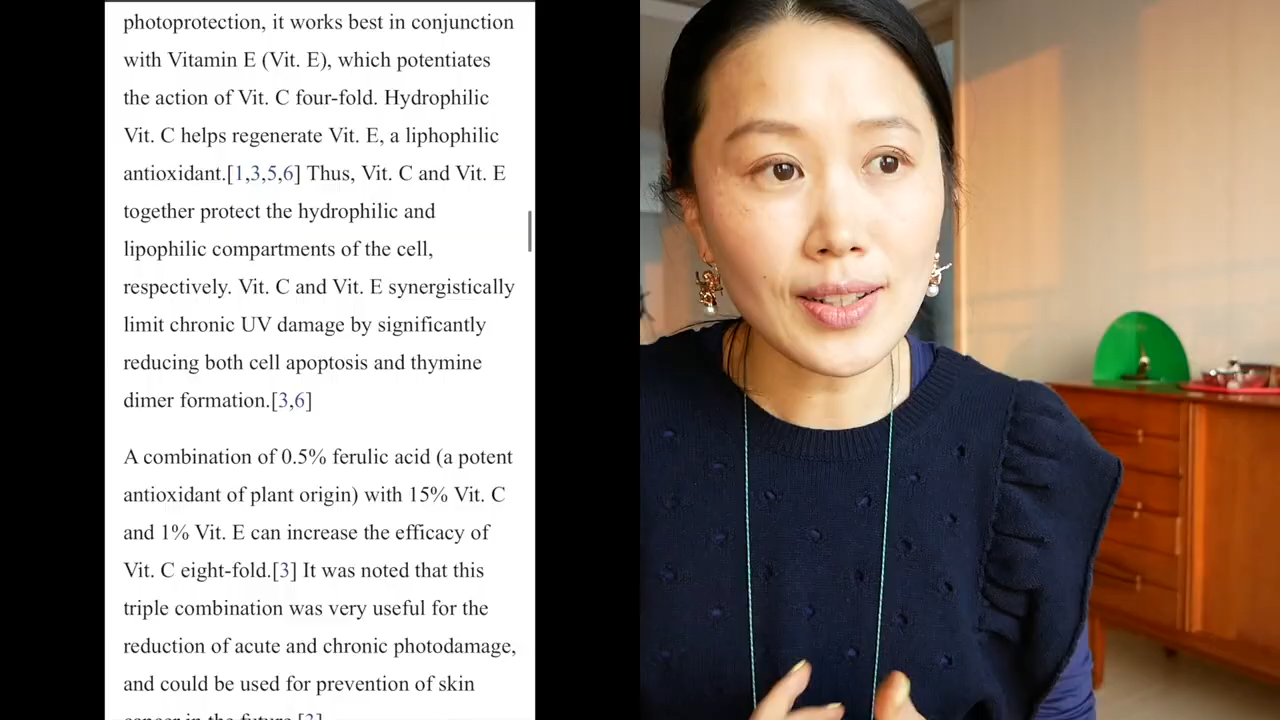 photoprotection, it works best in conjunction
with Vitamin E (Vit. E), which potentiates
the action of Vit. C four-fold. Hydrophilic
Vit. C helps regenerate Vit. E, a liphophilic
antioxidant.[1,3,5,6] Thus, Vit. C and Vit. E
together protect the hydrophilic and
lipophilic compartments of the cell,
respectively. Vit. C and Vit. E synergistically
limit chronic UV damage by significantly
reducing both cell apoptosis and thymine
dimer formation.[3,6]
A combination of 0.5% ferulic acid (a potent
antioxidant of plant origin) with 15% Vit. C
and 1% Vit. E can increase the efficacy of
Vit. C eight-fold.[3] It was noted that this
triple combination was very useful for the
reduction of acute and chronic photodamage,
and could be used for prevention of skin
cancer in the future.[3]